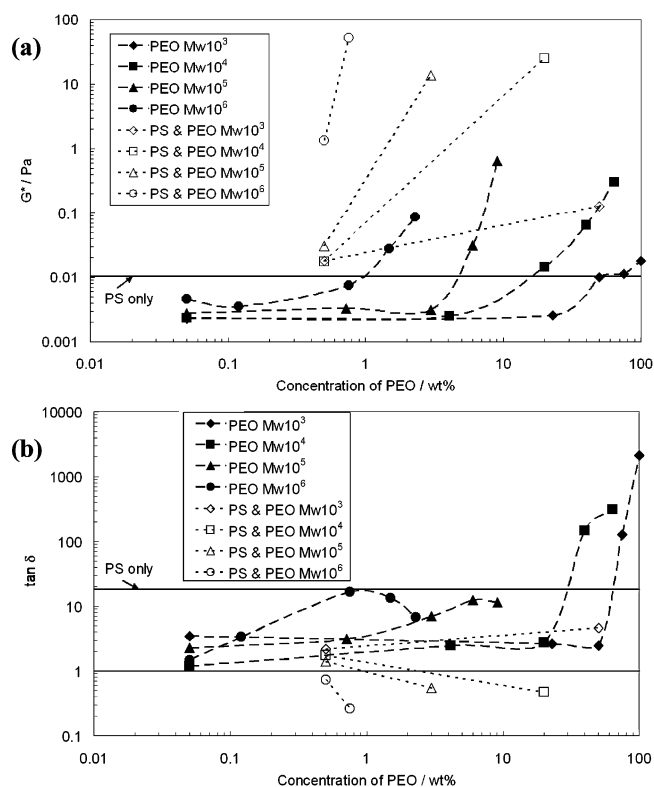 (a)
100
10
1
0.1
0.01
0.001
G* / Pa
PEO Mw10³
PEO Mw10⁴
PEO Mw10⁵
PEO Mw10⁶
PS & PEO Mw10³
PS & PEO Mw10⁴
PS & PEO Mw10⁵
PS & PEO Mw10⁶
PS only
0.01 0.1 1 10 100
Concentration of PEO / wt%
(b)
10000
1000
100
10
1
0.1
tan δ
PEO Mw10³
PEO Mw10⁴
PEO Mw10⁵
PEO Mw10⁶
PS & PEO Mw10³
PS & PEO Mw10⁴
PS & PEO Mw10⁵
PS & PEO Mw10⁶
PS only
0.01 0.1 1 10 100
Concentration of PEO / wt%